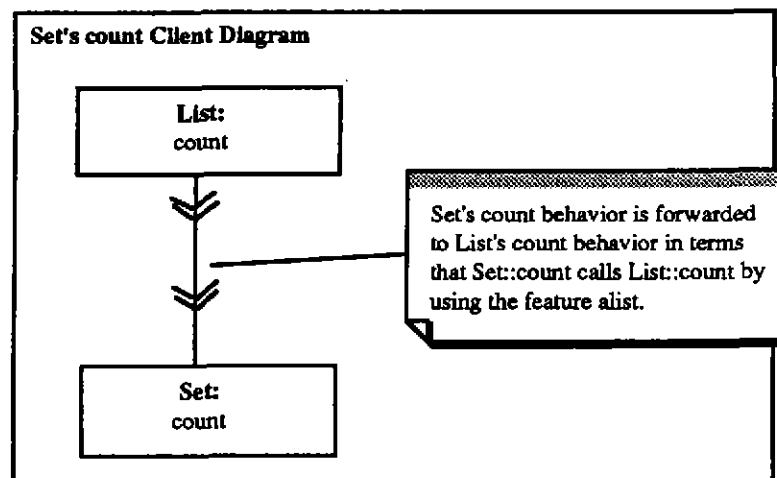 Set's count Client Diagram
List:
count
Set's count behavior is forwarded
to List's count behavior in terms
that Set::count calls List::count by
using the feature alist.
Set:
count